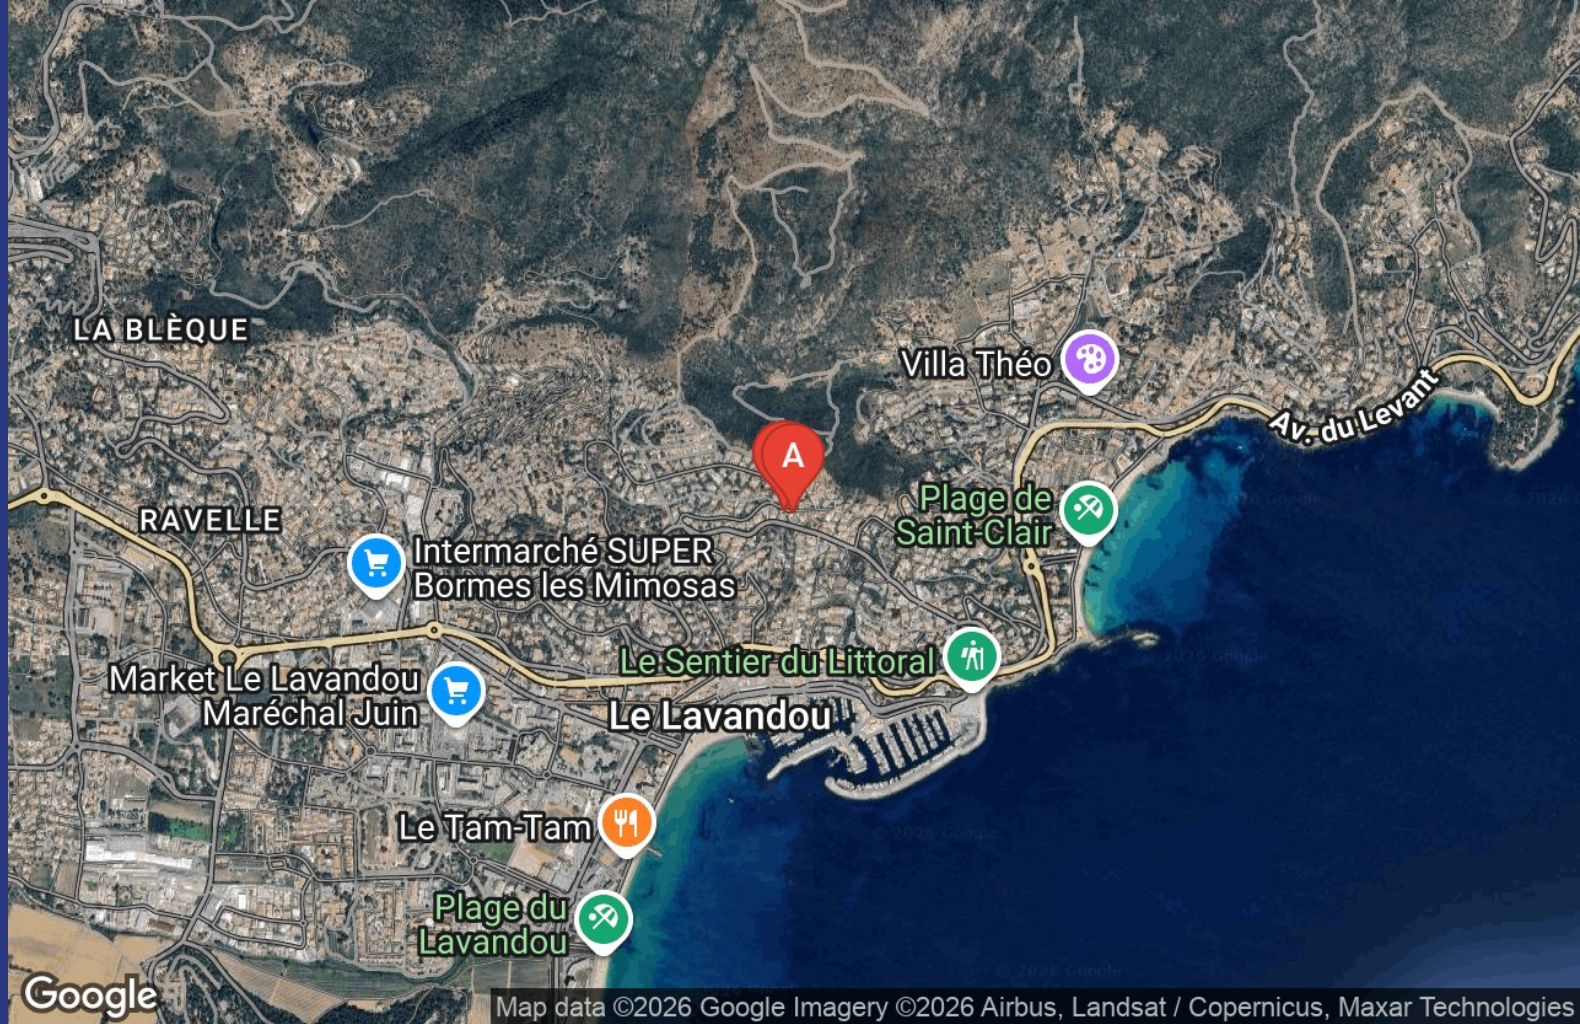 LA BLÈQUE
Villa Théo
Av. du Levant
A
Plage de
Saint-Clair
RAVELLE
Intermarché SUPER
Bormes les Mimosas
Le Sentier du Littoral
Market Le Lavandou
Maréchal Juin
Le Lavandou
Le Tam-Tam
Plage du
Lavandou
Google
Map data ©2026 Google Imagery ©2026 Airbus, Landsat / Copernicus, Maxar Technologies